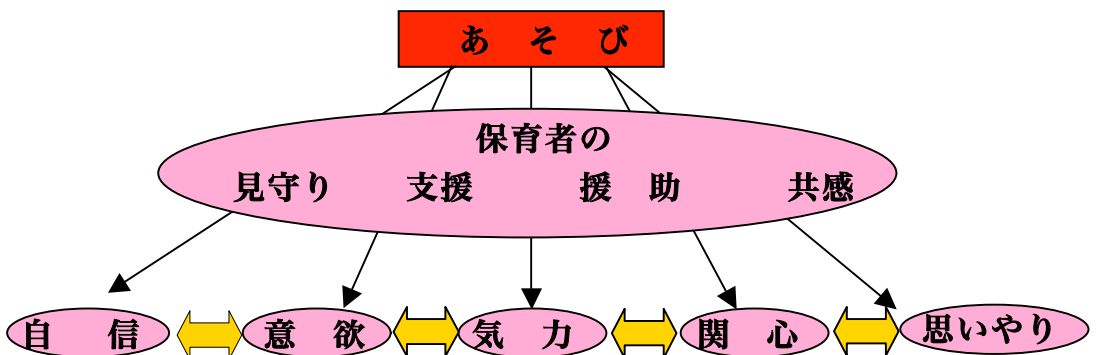 あ そ び
保育者の
見守り 支援 援 助 共感
自 信 意 欲 気 力 関 心 思いやり